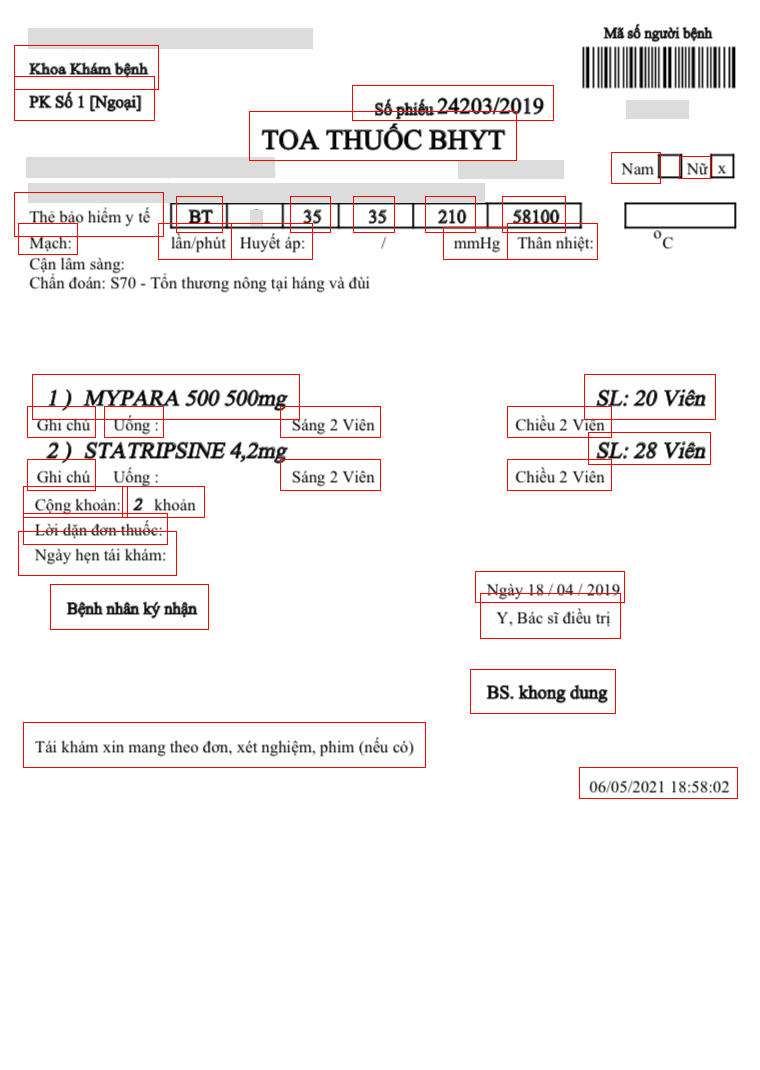 Mã số người bệnh
Khoa Khám bệnh
PK Số 1 [Ngoại]
Số phiếu 24203/2019
TOA THUỐC BHYT
Nam Nữ x
Thẻ bảo hiểm y tế BT 35 35 210 58100
Mạch: lần/phút Huyết áp: / mmHg Thân nhiệt: °C
Cận lâm sàng:
Chẩn đoán: S70 - Tổn thương nông tại háng và đùi
1 ) MYPARA 500 500mg SL: 20 Viên
Ghi chú Uống : Sáng 2 Viên Chiều 2 Viên
2 ) STATRIPSINE 4,2mg SL: 28 Viên
Ghi chú Uống : Sáng 2 Viên Chiều 2 Viên
Cộng khoản: 2 khoản
Lời dặn đơn thuốc:
Ngày hẹn tái khám:
Ngày 18 / 04 / 2019
Bệnh nhân ký nhận
Y, Bác sĩ điều trị
BS. khong dung
Tái khám xin mang theo đơn, xét nghiệm, phim (nếu có)
06/05/2021 18:58:02